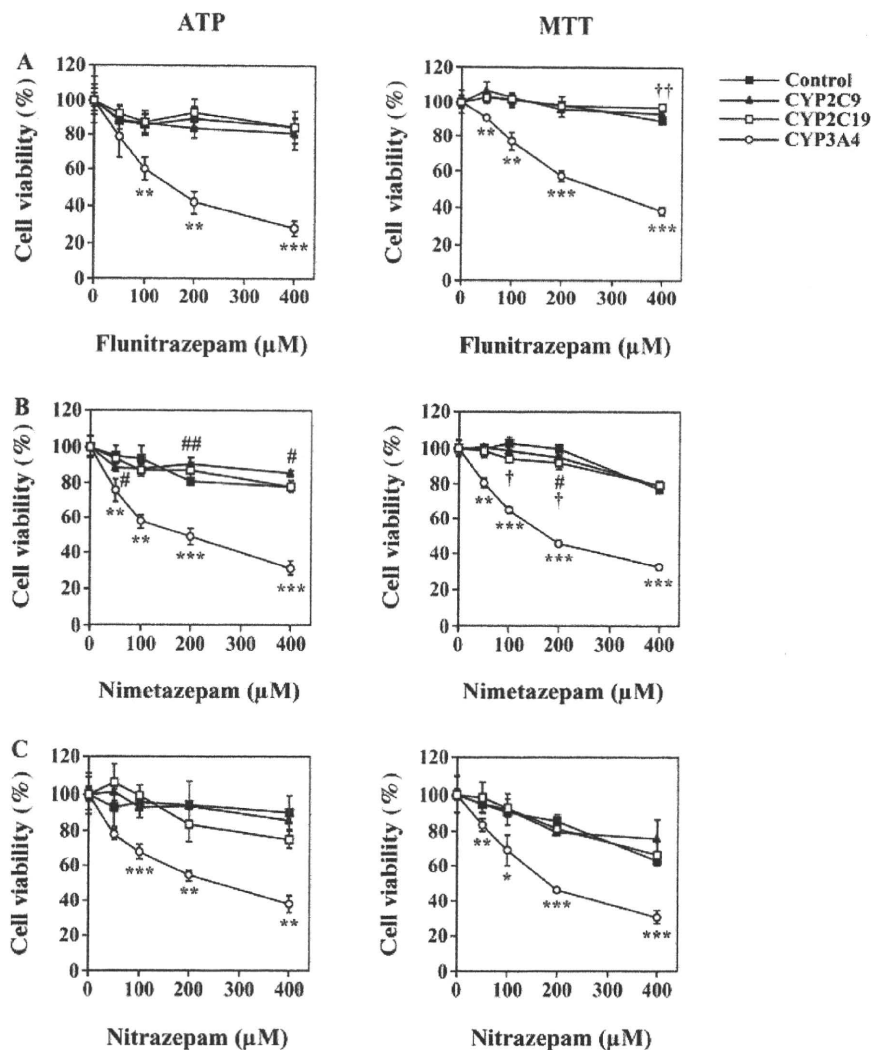 ATP
MTT
A
Cell viability (%)
120
100
80
60
40
20
0
**
**
***
0 100 200 300 400
Flunitrazepam (µM)
Cell viability (%)
120
100
80
60
40
20
0
††
**
**
***
***
0 100 200 300 400
Flunitrazepam (µM)
Control
CYP2C9
CYP2C19
CYP3A4
B
Cell viability (%)
120
100
80
60
40
20
0
#
##
#
**
**
***
***
0 100 200 300 400
Nimetazepam (µM)
Cell viability (%)
120
100
80
60
40
20
0
†
#
†
**
***
***
***
0 100 200 300 400
Nimetazepam (µM)
C
Cell viability (%)
120
100
80
60
40
20
0
***
**
**
0 100 200 300 400
Nitrazepam (µM)
Cell viability (%)
120
100
80
60
40
20
0
**
*
***
***
0 100 200 300 400
Nitrazepam (µM)